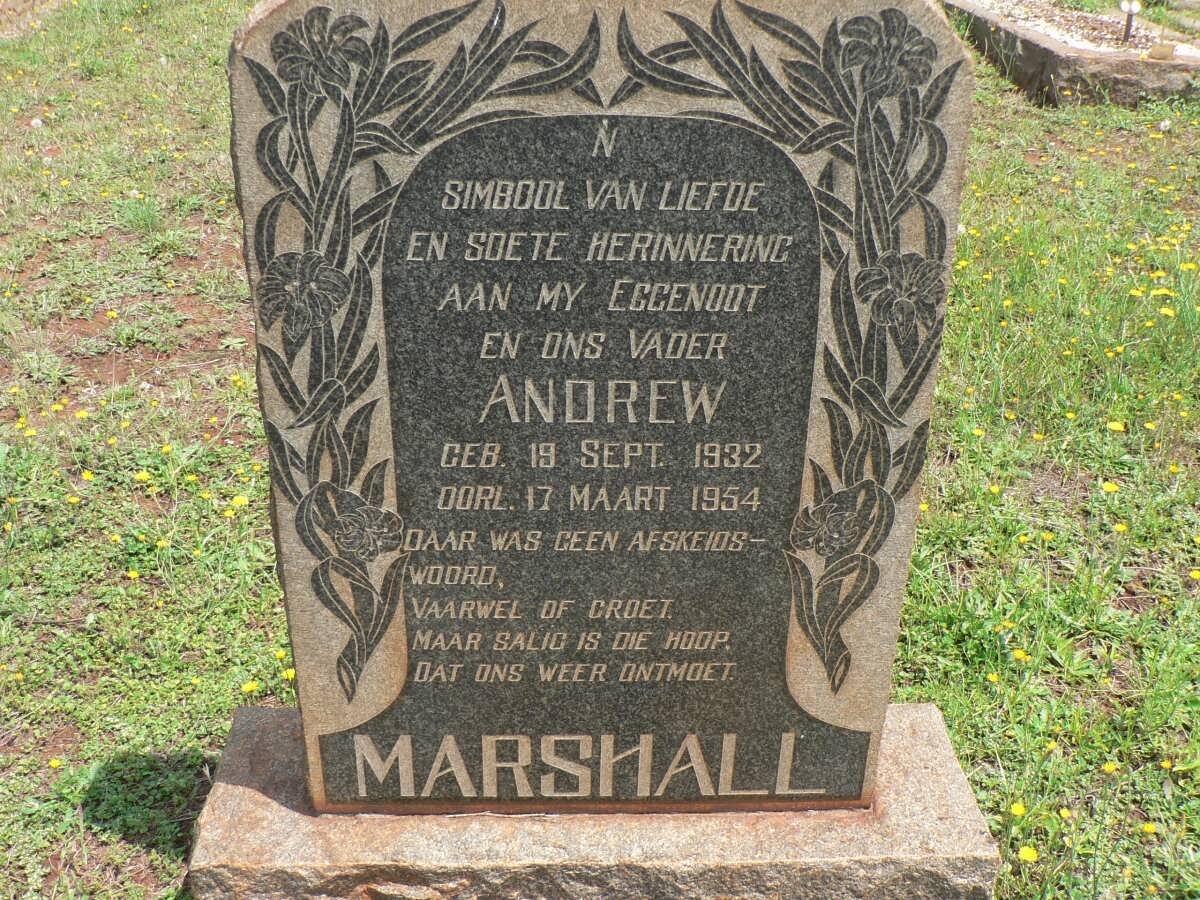 'N
SIMBOOL VAN LIEFDE
EN SOETE HERINNERING
AAN MY EGGENOOT
EN ONS VADER
ANDREW
GEB. 19 SEPT. 1932
OORL. 17 MAART 1954
DAAR WAS GEEN AFSKEIDS-
WOORD,
VAARWEL OF GROET.
MAAR SALIG IS DIE HOOP,
DAT ONS WEER ONTMOET.
MARSHALL